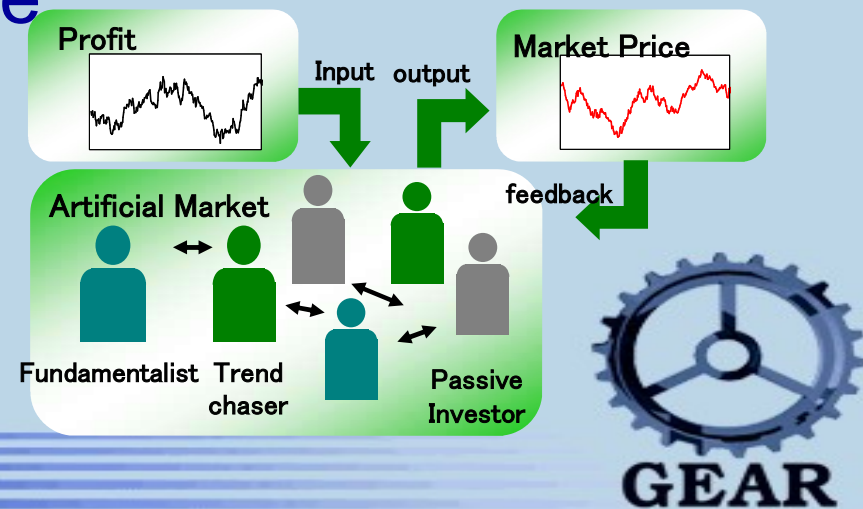 e
Profit
Input
output
Market Price
Artificial Market
feedback
Fundamentalist
Trend
chaser
Passive
Investor
GEAR